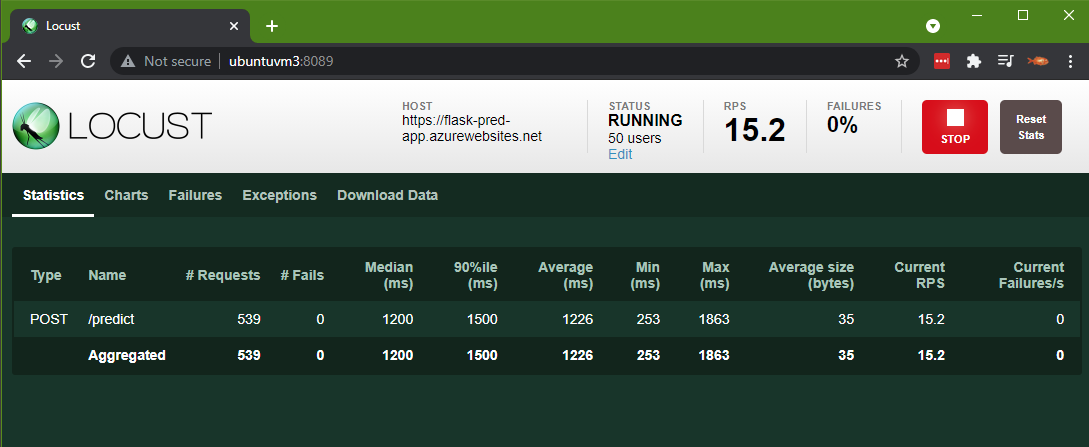 Locust
Not secure | ubuntuvm3:8089
LOCUST
HOST
https://flask-pred-
app.azurewebsites.net
STATUS
RUNNING
50 users
Edit
RPS
15.2
FAILURES
0%
STOP
Reset
Stats
Statistics Charts Failures Exceptions Download Data
Type Name # Requests # Fails Median (ms) 90%ile (ms) Average (ms) Min (ms) Max (ms) Average size (bytes) Current RPS Current Failures/s
POST /predict 539 0 1200 1500 1226 253 1863 35 15.2 0
Aggregated 539 0 1200 1500 1226 253 1863 35 15.2 0